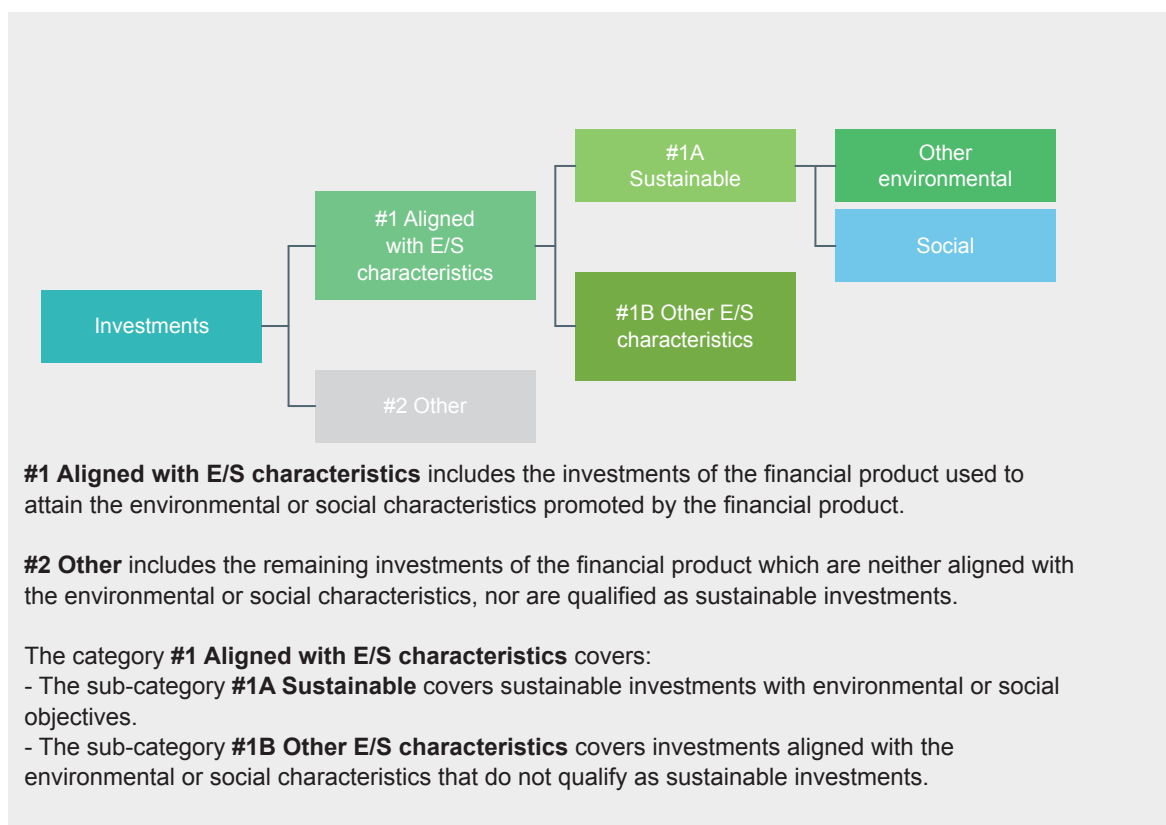 #1A
Sustainable
Other
environmental
#1 Aligned
with E/S
characteristics
Social
Investments
#1B Other E/S
characteristics
#2 Other
#1 Aligned with E/S characteristics includes the investments of the financial product used to
attain the environmental or social characteristics promoted by the financial product.
#2 Other includes the remaining investments of the financial product which are neither aligned with
the environmental or social characteristics, nor are qualified as sustainable investments.
The category #1 Aligned with E/S characteristics covers:
- The sub-category #1A Sustainable covers sustainable investments with environmental or social
objectives.
- The sub-category #1B Other E/S characteristics covers investments aligned with the
environmental or social characteristics that do not qualify as sustainable investments.